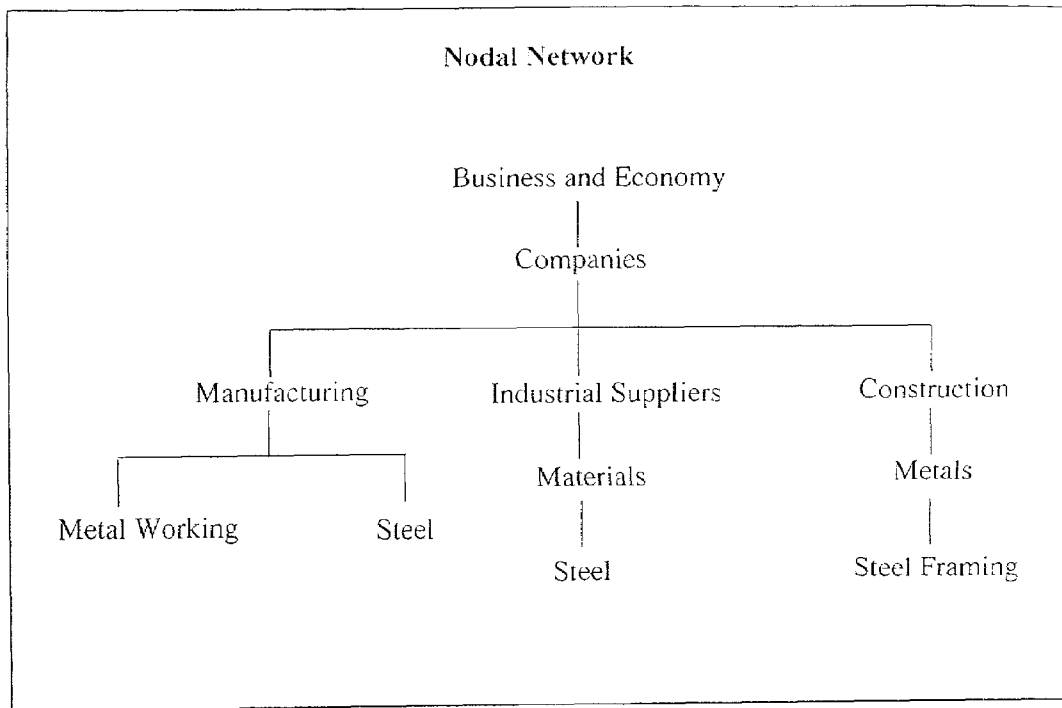 Nodal Network
Business and Economy
Companies
Manufacturing Industrial Suppliers Construction
Materials Metals
Metal Working Steel
Steel Steel Framing